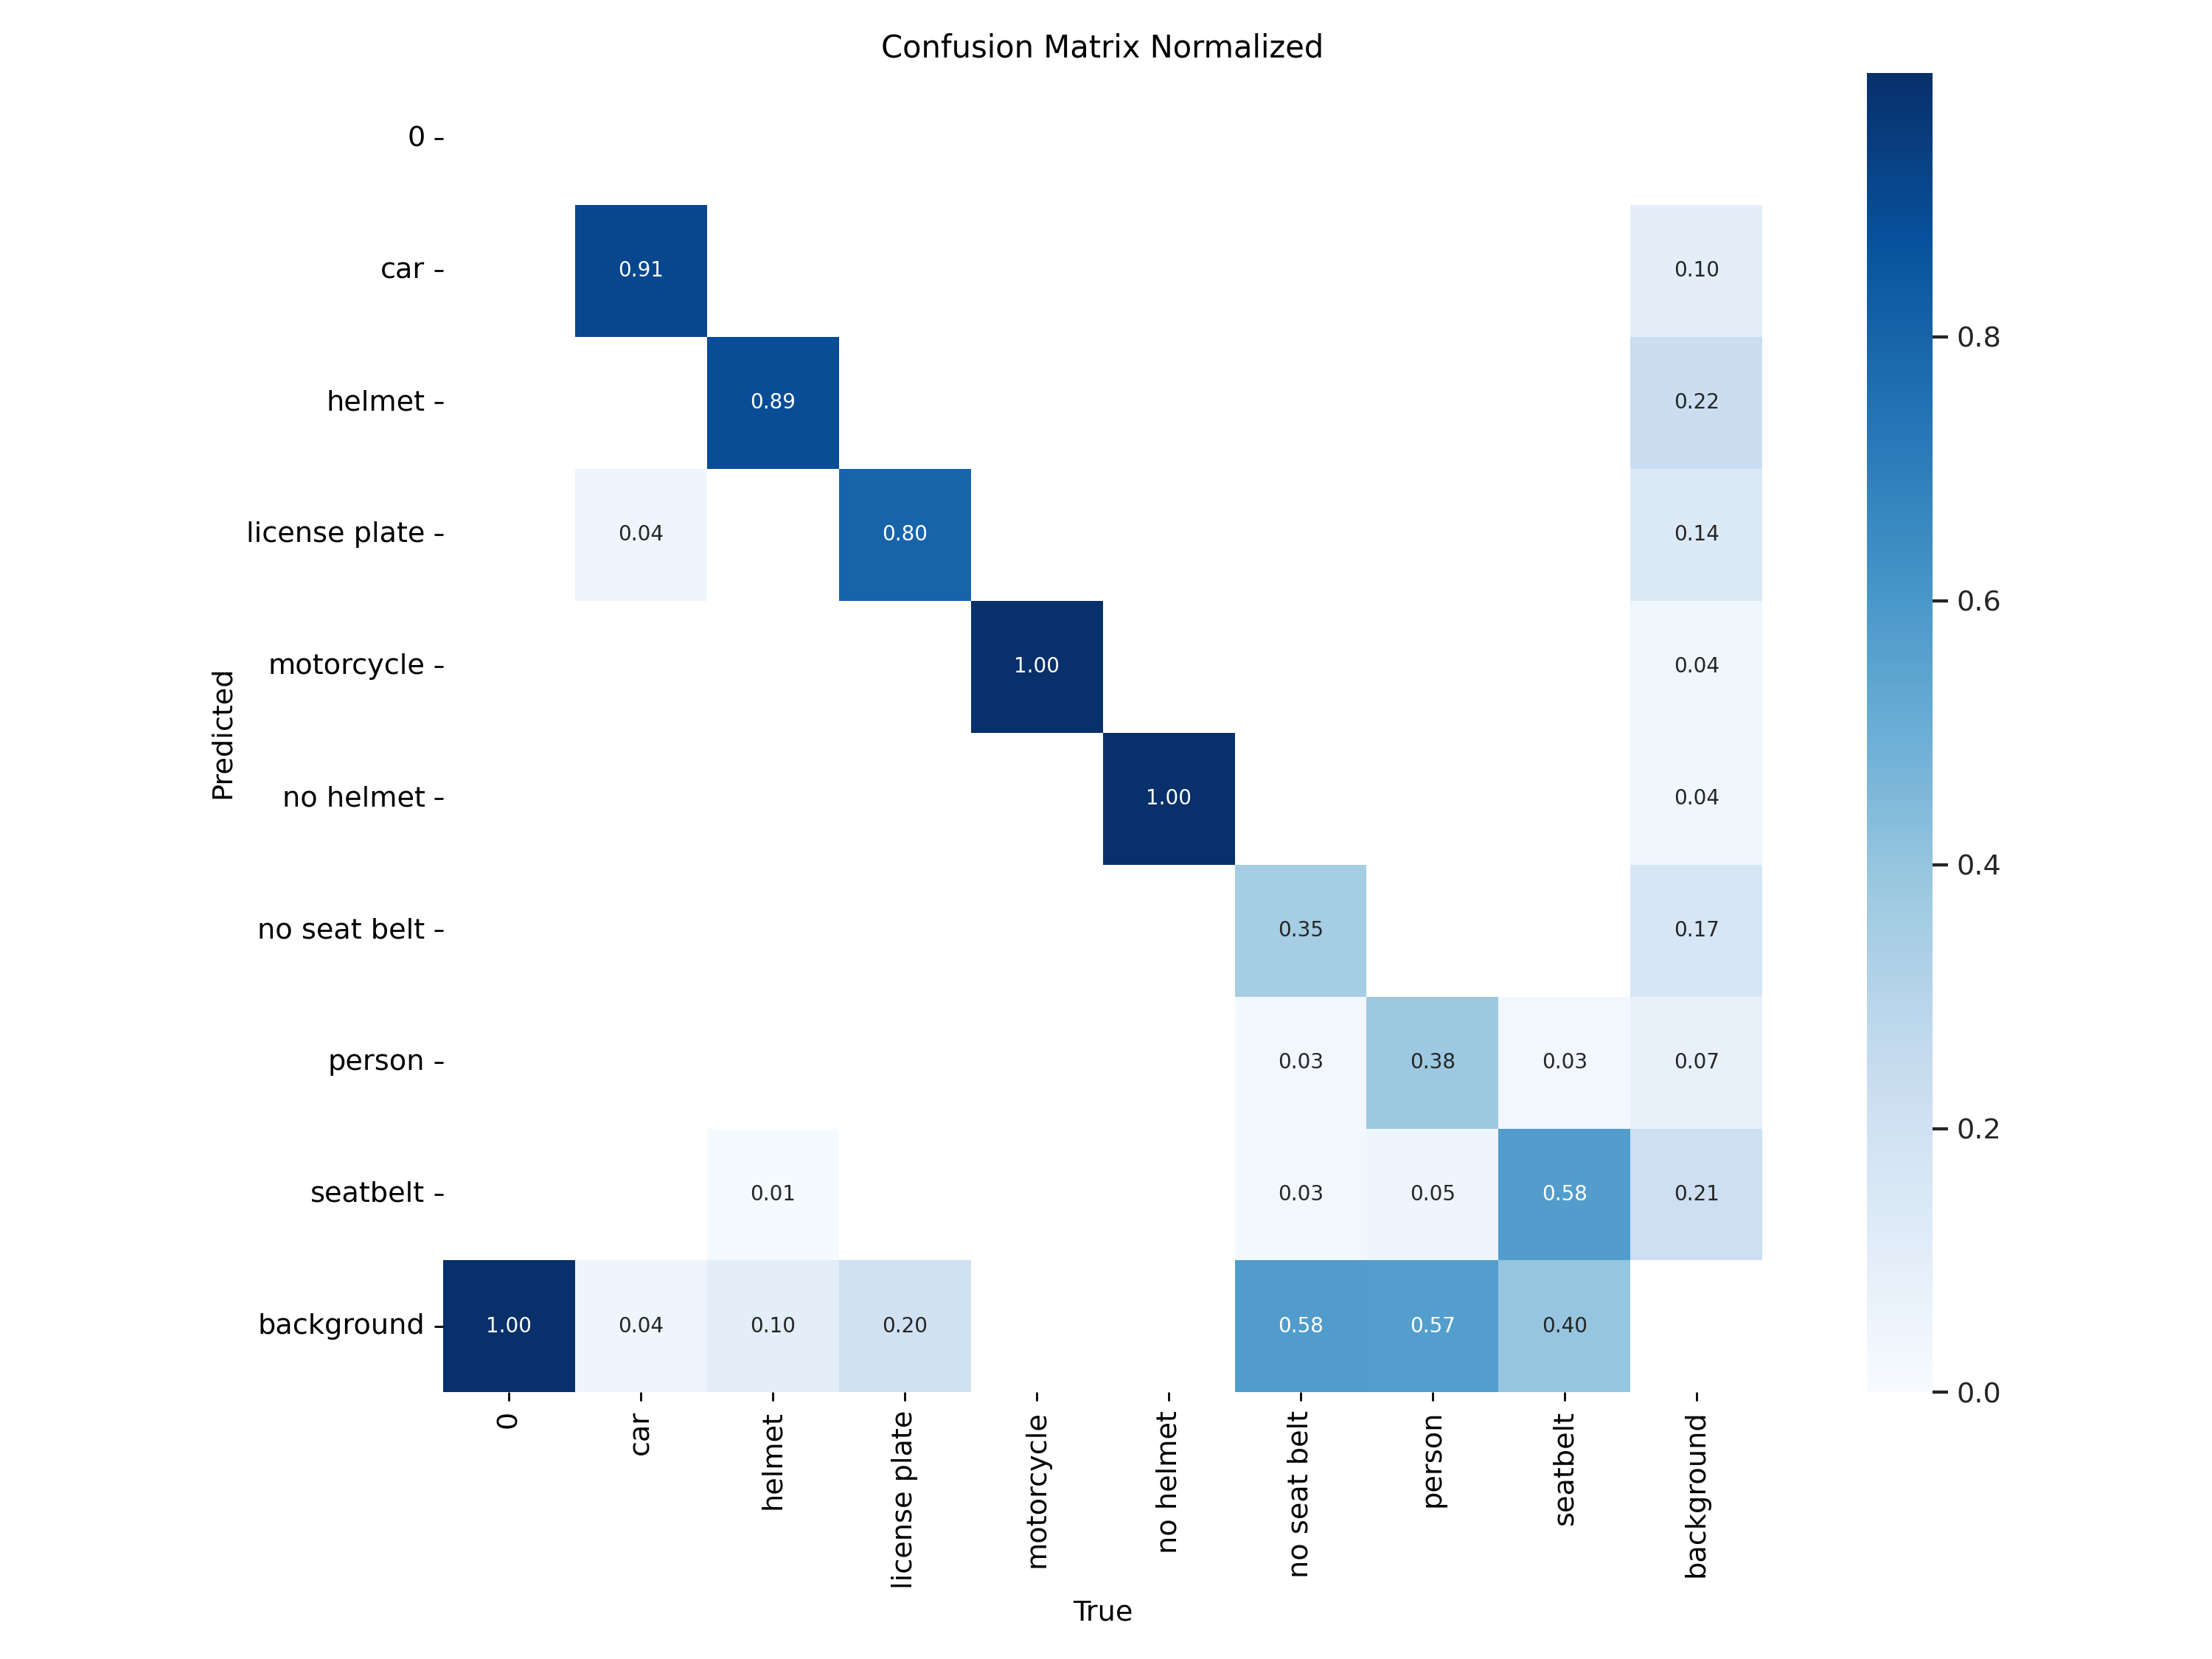 Confusion Matrix Normalized
0
car 0.91 0.10
helmet 0.89 0.22
license plate 0.04 0.80 0.14
motorcycle 1.00 0.04
no helmet 1.00 0.04
no seat belt 0.35 0.17
person 0.03 0.38 0.03 0.07
seatbelt 0.01 0.03 0.05 0.58 0.21
background 1.00 0.04 0.10 0.20 0.58 0.57 0.40
Predicted
0 car helmet license plate motorcycle no helmet no seat belt person seatbelt background
True
0.8
0.6
0.4
0.2
0.0